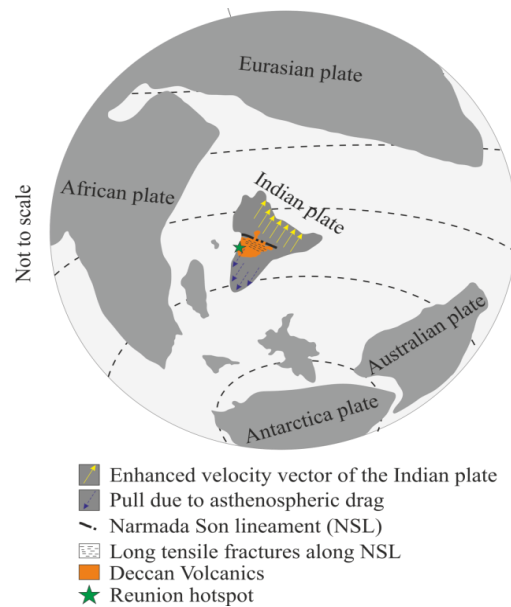 Eurasian plate
African plate
Indian plate
Not to scale
Australian plate
Antarctica plate
Enhanced velocity vector of the Indian plate
Pull due to asthenospheric drag
Narmada Son lineament (NSL)
Long tensile fractures along NSL
Deccan Volcanics
Reunion hotspot